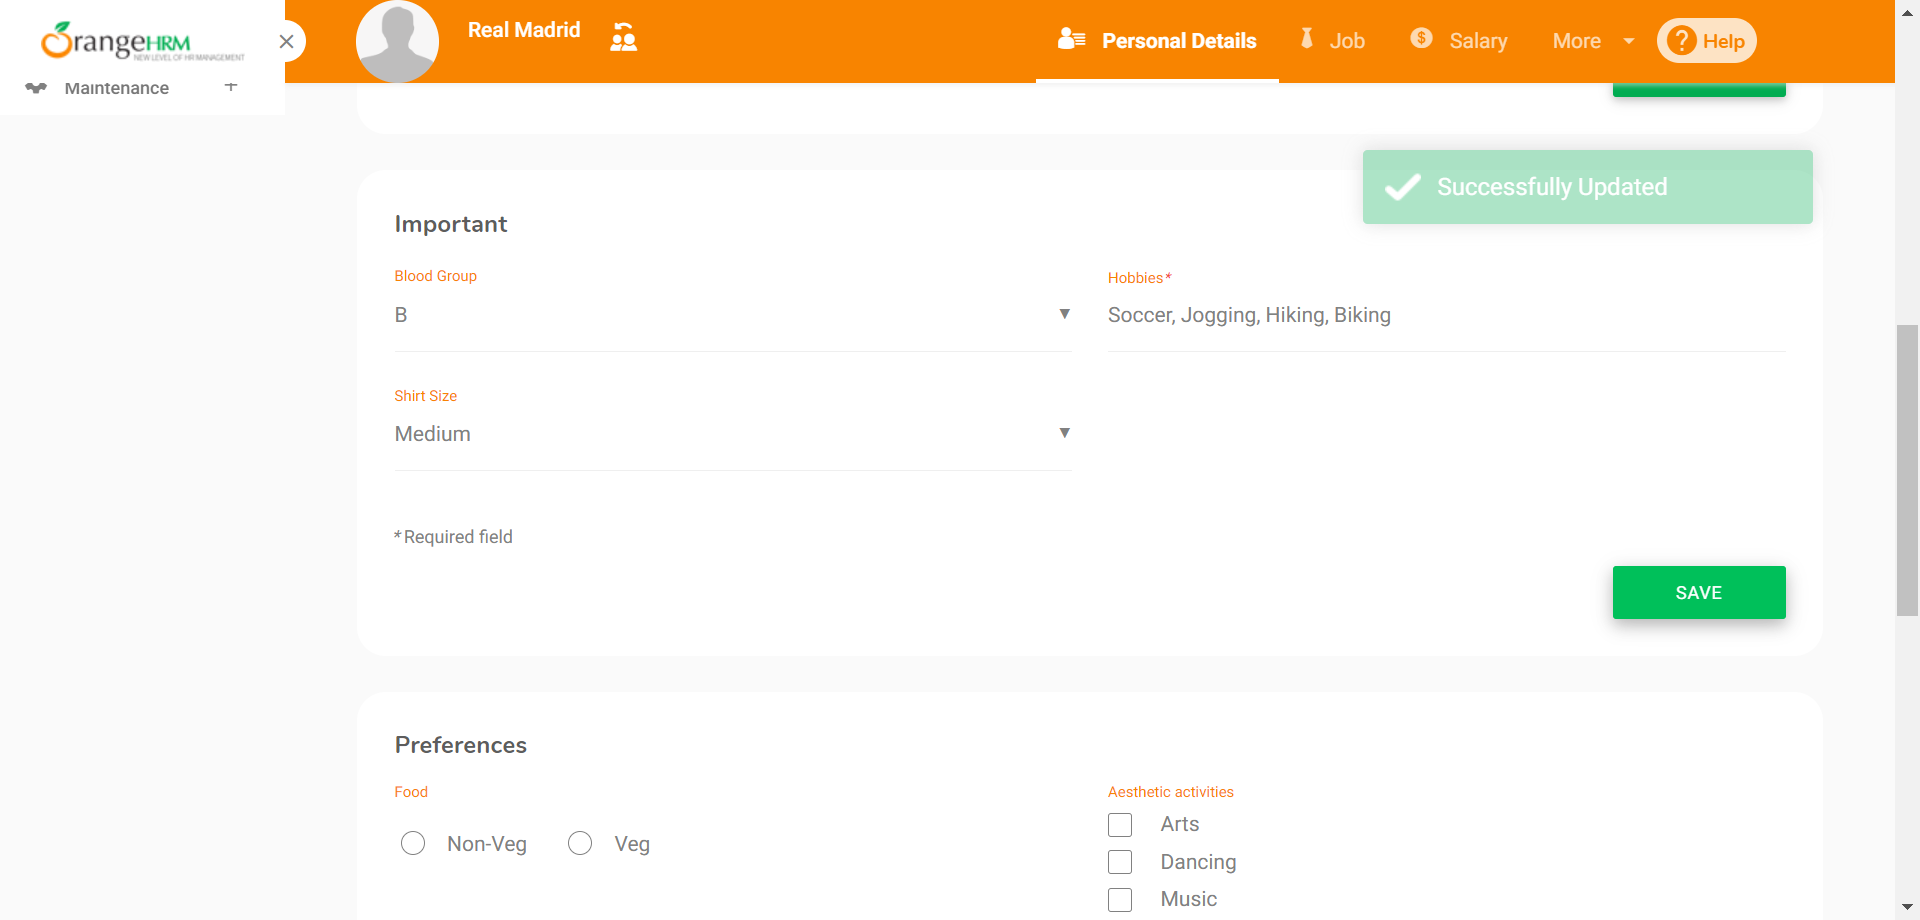 OrangeHRM
NEW LEVEL OF HR MANAGEMENT
Real Madrid
Personal Details
Job
Salary
More
Help
Maintenance
Successfully Updated
Important
Blood Group
Hobbies*
B
Soccer, Jogging, Hiking, Biking
Shirt Size
Medium
* Required field
SAVE
Preferences
Food
Aesthetic activities
Non-Veg
Veg
Arts
Dancing
Music